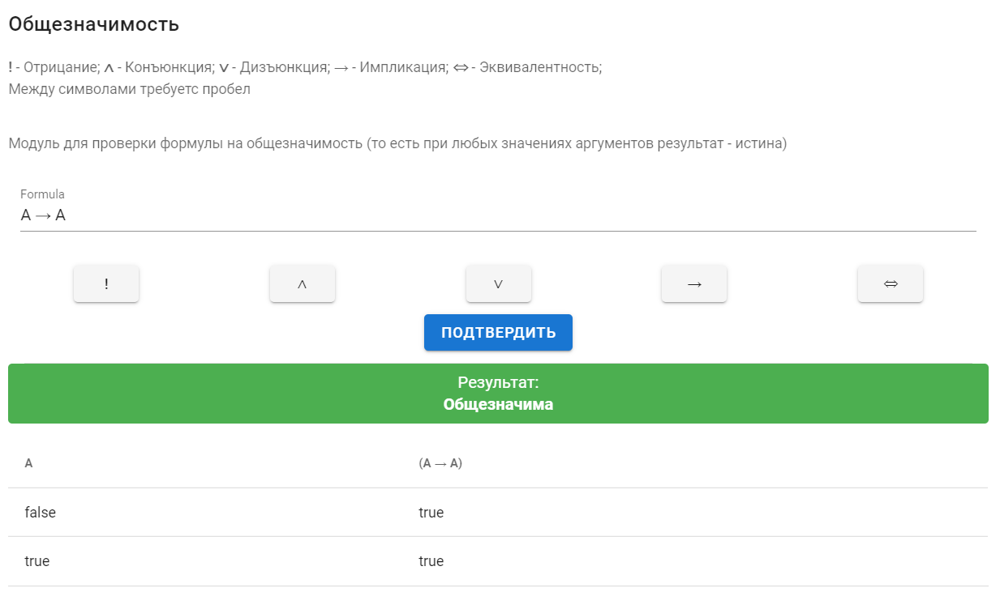 Общезначимость
! - Отрицание; ∧ - Конъюнкция; ∨ - Дизъюнкция; → - Импликация; ⇔ - Эквивалентность;
Между символами требуетс пробел
Модуль для проверки формулы на общезначимость (то есть при любых значениях аргументов результат - истина)
Formula
A → A
! ∧ ∨ → ⇔
ПОДТВЕРДИТЬ
Результат:
Общезначима
A (A → A)
false true
true true